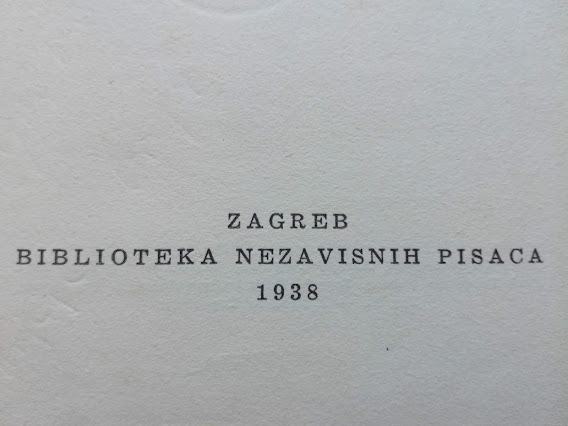 ZAGREB
BIBLIOTEKA NEZAVISNIH PISACA
1938